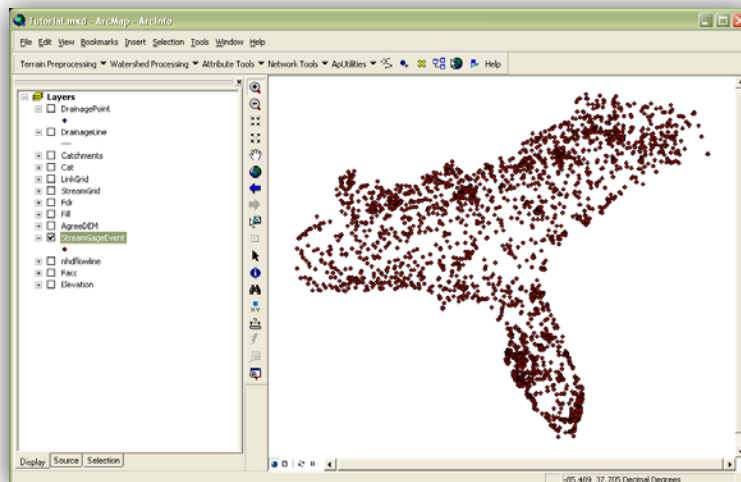 Tutorial.mxd - ArcMap - ArcInfo
File Edit View Bookmarks Insert Selection Tools Window Help
Terrain Preprocessing Watershed Processing Attribute Tools Network Tools ApUtilities Help
Layers
DrainagePoint
DrainageLine
Catchments
Cat
LinkGrid
StreamGrid
Fdr
Fill
AgreeDEM
StreamGageEvent
nhdflowline
Facc
Elevation
Display Source Selection
-85.489 37.705 Decimal Degrees